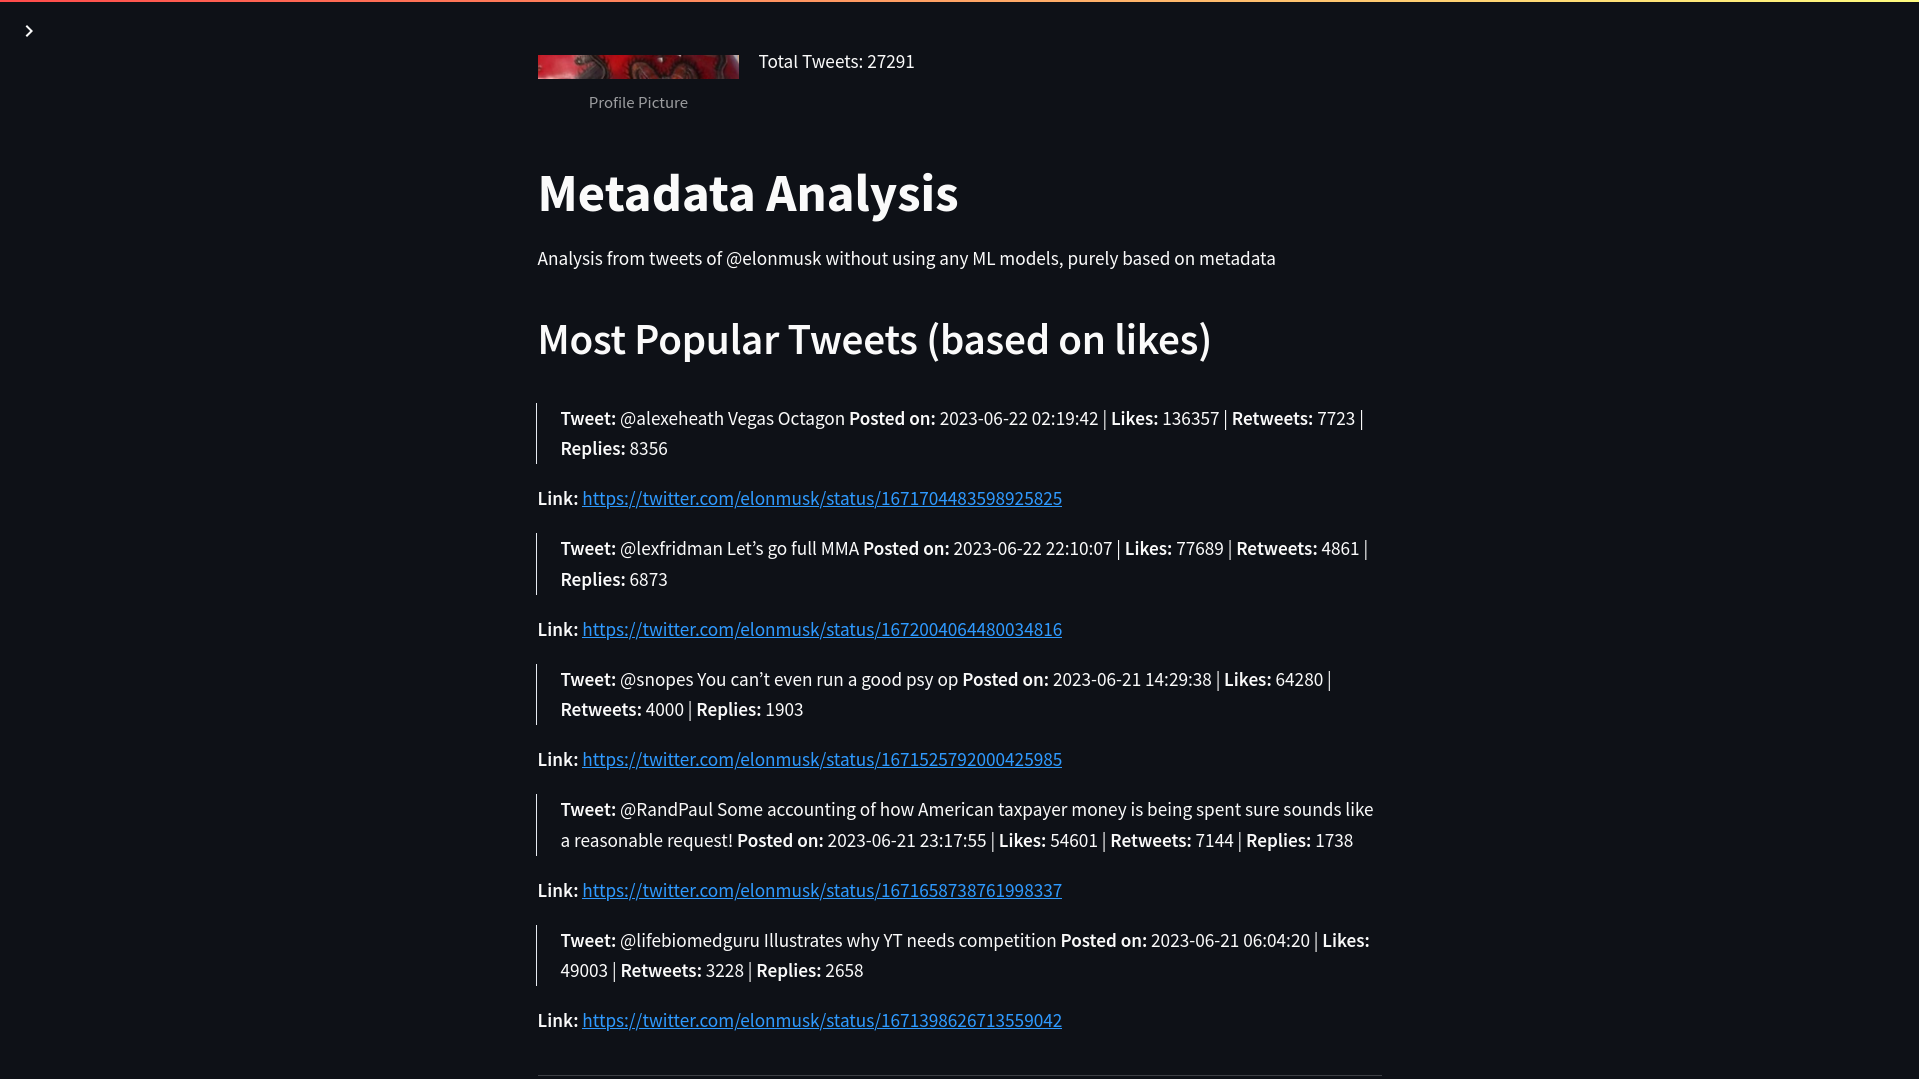 Total Tweets: 27291
Profile Picture
Metadata Analysis
Analysis from tweets of @elonmusk without using any ML models, purely based on metadata
Most Popular Tweets (based on likes)
Tweet: @alexeheath Vegas Octagon Posted on: 2023-06-22 02:19:42 | Likes: 136357 | Retweets: 7723 |
Replies: 8356
Link: https://twitter.com/elonmusk/status/1671704483598925825
Tweet: @lexfridman Let’s go full MMA Posted on: 2023-06-22 22:10:07 | Likes: 77689 | Retweets: 4861 |
Replies: 6873
Link: https://twitter.com/elonmusk/status/1672004064480034816
Tweet: @snopes You can’t even run a good psy op Posted on: 2023-06-21 14:29:38 | Likes: 64280 |
Retweets: 4000 | Replies: 1903
Link: https://twitter.com/elonmusk/status/1671525792000425985
Tweet: @RandPaul Some accounting of how American taxpayer money is being spent sure sounds like
a reasonable request! Posted on: 2023-06-21 23:17:55 | Likes: 54601 | Retweets: 7144 | Replies: 1738
Link: https://twitter.com/elonmusk/status/1671658738761998337
Tweet: @lifebiomedguru Illustrates why YT needs competition Posted on: 2023-06-21 06:04:20 | Likes:
49003 | Retweets: 3228 | Replies: 2658
Link: https://twitter.com/elonmusk/status/1671398626713559042